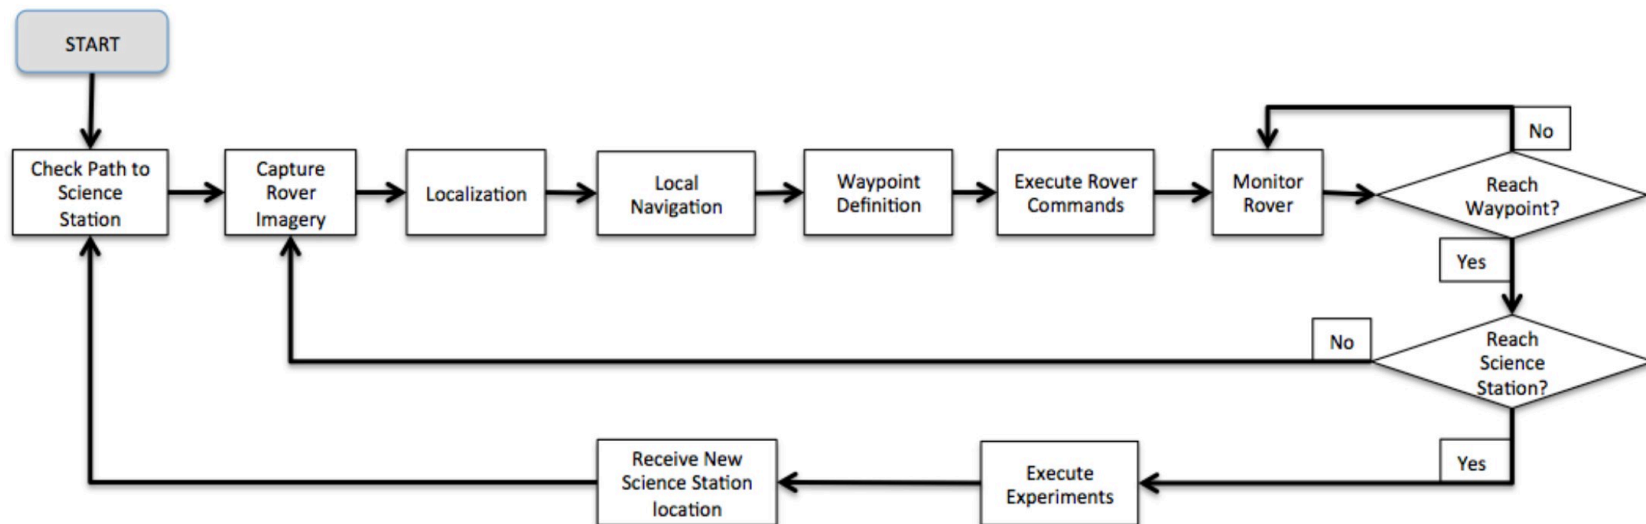 START
Check Path to
Science
Station
Capture
Rover
Imagery
Localization
Local
Navigation
Waypoint
Definition
Execute Rover
Commands
Monitor
Rover
Reach
Waypoint?
No
Yes
Reach
Science
Station?
No
Yes
Execute
Experiments
Receive New
Science Station
location